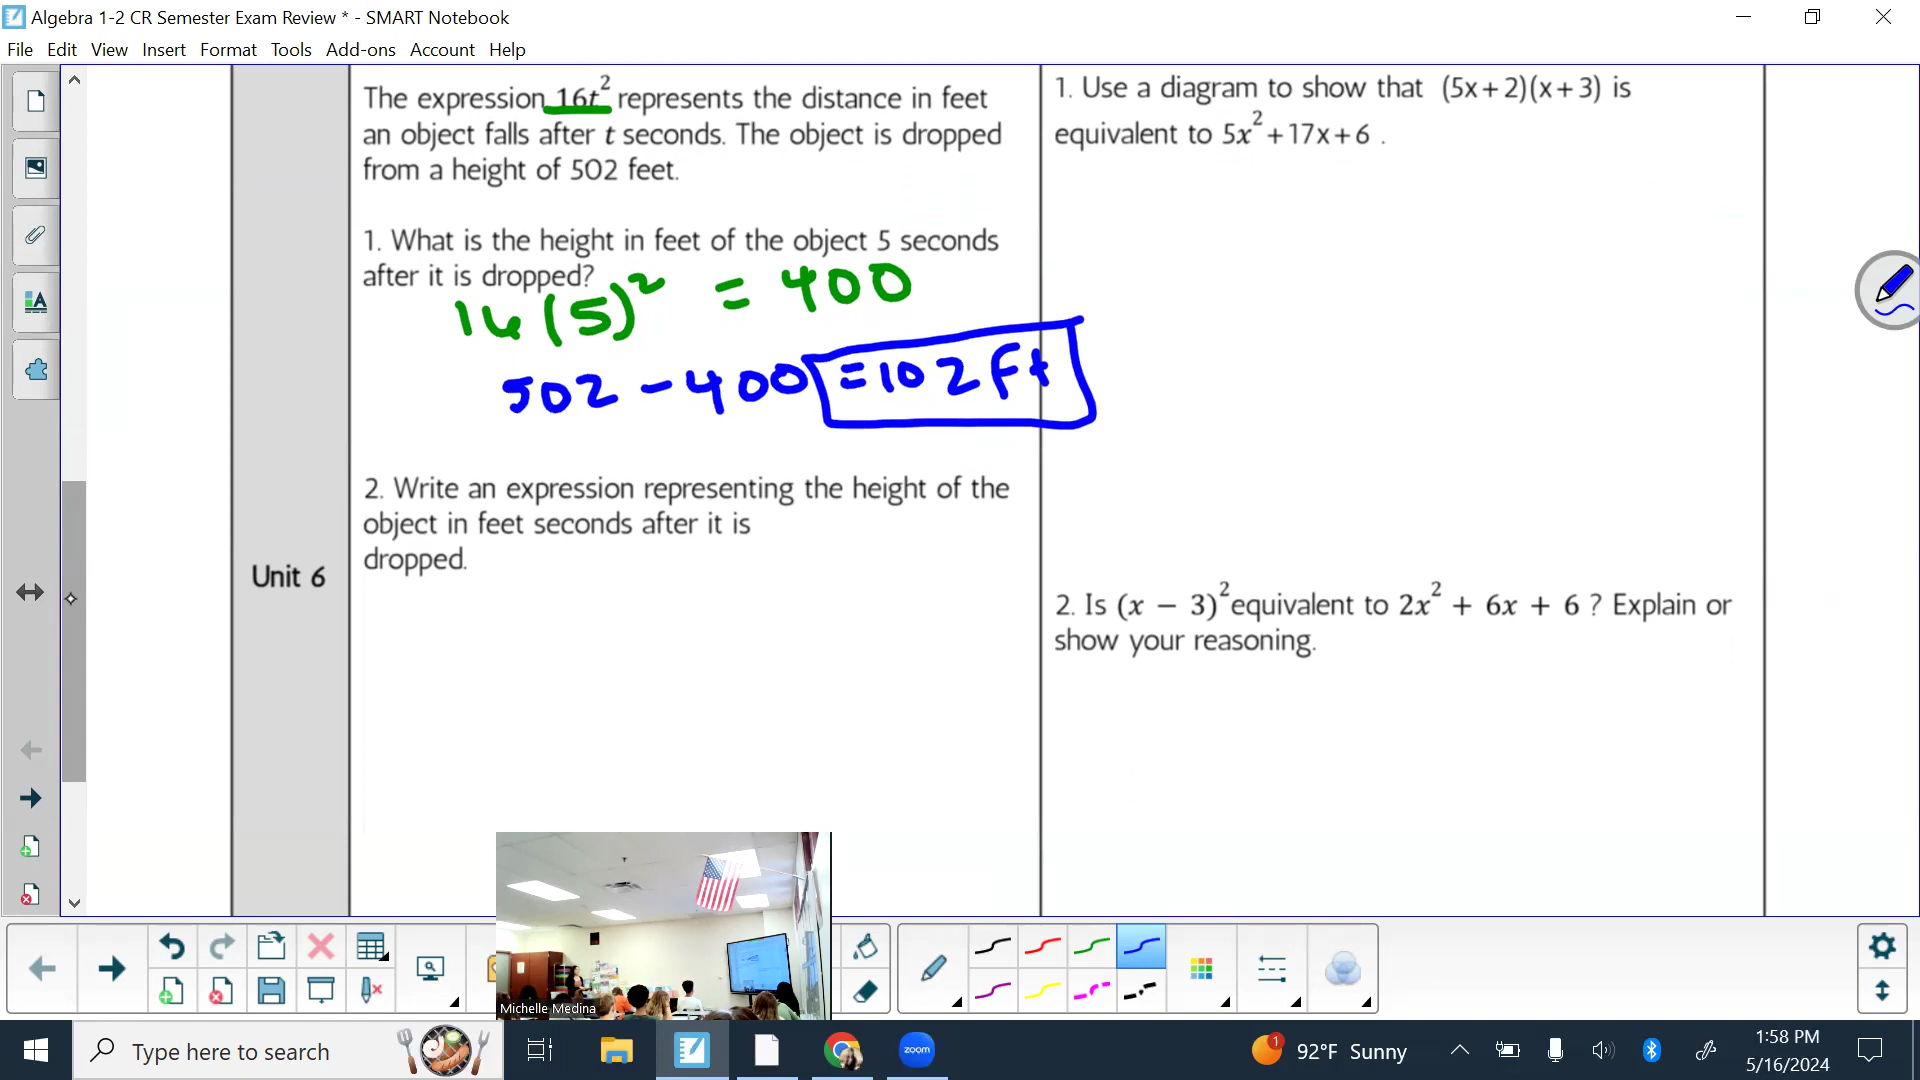 Algebra 1-2 CR Semester Exam Review * - SMART Notebook
File Edit View Insert Format Tools Add-ons Account Help
The expression 16t² represents the distance in feet
an object falls after t seconds. The object is dropped
from a height of 502 feet.
1. What is the height in feet of the object 5 seconds
after it is dropped?
16(5)² = 400
502 - 400 = 102 ft
2. Write an expression representing the height of the
object in feet seconds after it is
dropped.
Unit 6
1. Use a diagram to show that (5x+2)(x+3) is
equivalent to 5x²+17x+6 .
2. Is (x − 3)² equivalent to 2x² + 6x + 6 ? Explain or
show your reasoning.
Michelle Medina
Type here to search
zoom
1
92°F Sunny
1:58 PM
5/16/2024